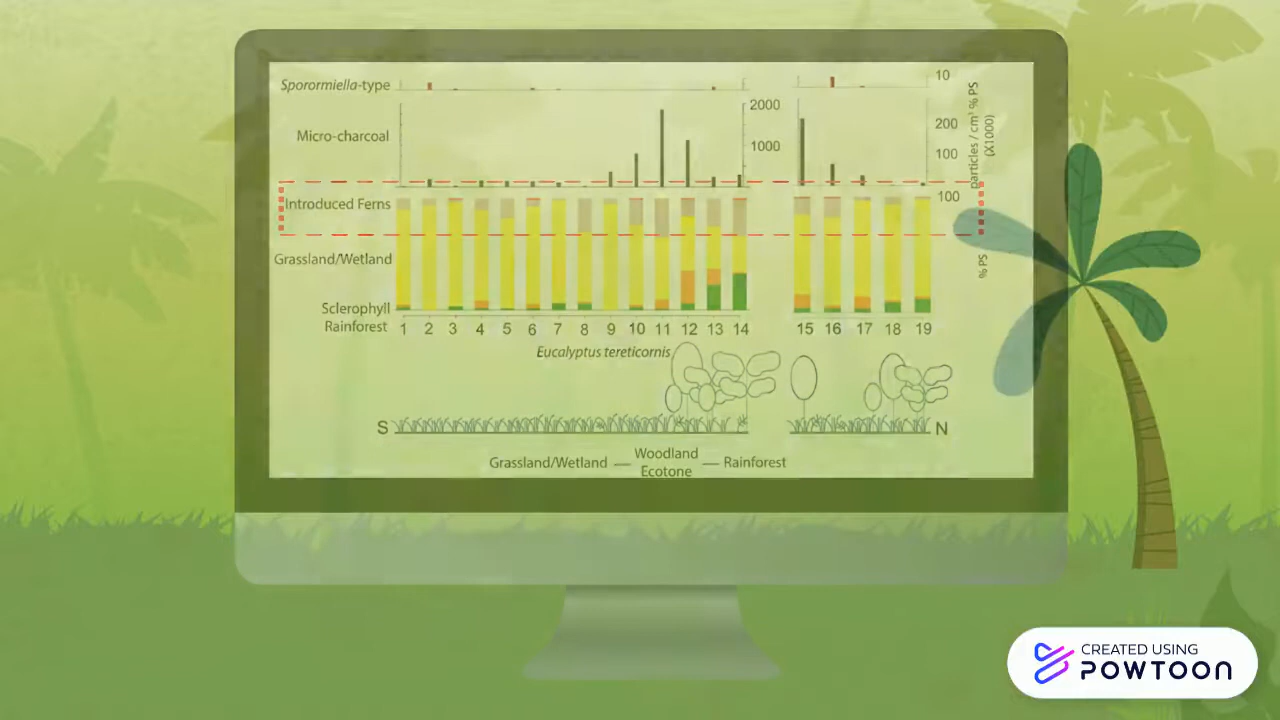 Sporormiella-type
10
2000
Micro-charcoal
1000
200
100
particles / cm³ % PS
(X1000)
Introduced Ferns
100
Grassland/Wetland
% PS
Sclerophyll
Rainforest
1 2 3 4 5 6 7 8 9 10 11 12 13 14 15 16 17 18 19
Eucalyptus tereticornis
S
N
Grassland/Wetland — Woodland Ecotone — Rainforest
CREATED USING
POWTOON